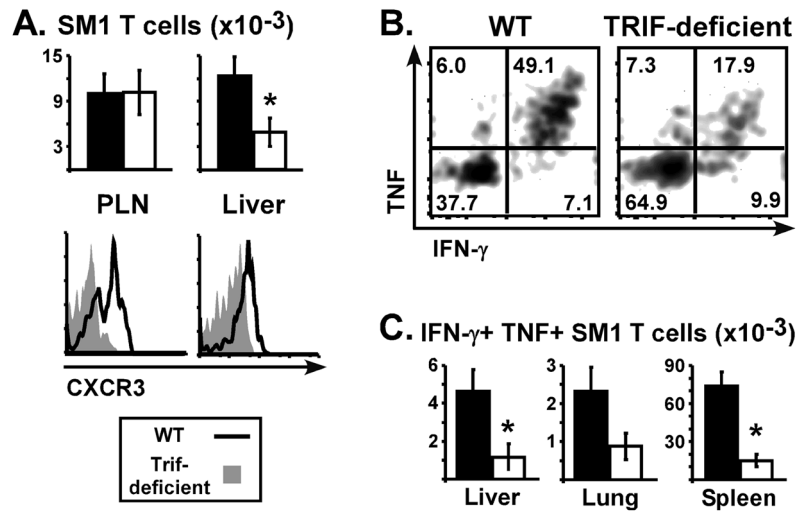 A. SM1 T cells (x10-3)
15
9
3
*
PLN Liver
CXCR3
WT
Trif-
deficient
B. WT TRIF-deficient
6.0 49.1 7.3 17.9
TNF
37.7 7.1 64.9 9.9
IFN-γ
C. IFN-γ+ TNF+ SM1 T cells (x10-3)
6 3 90
4 2 60
2 1 30
* *
Liver Lung Spleen